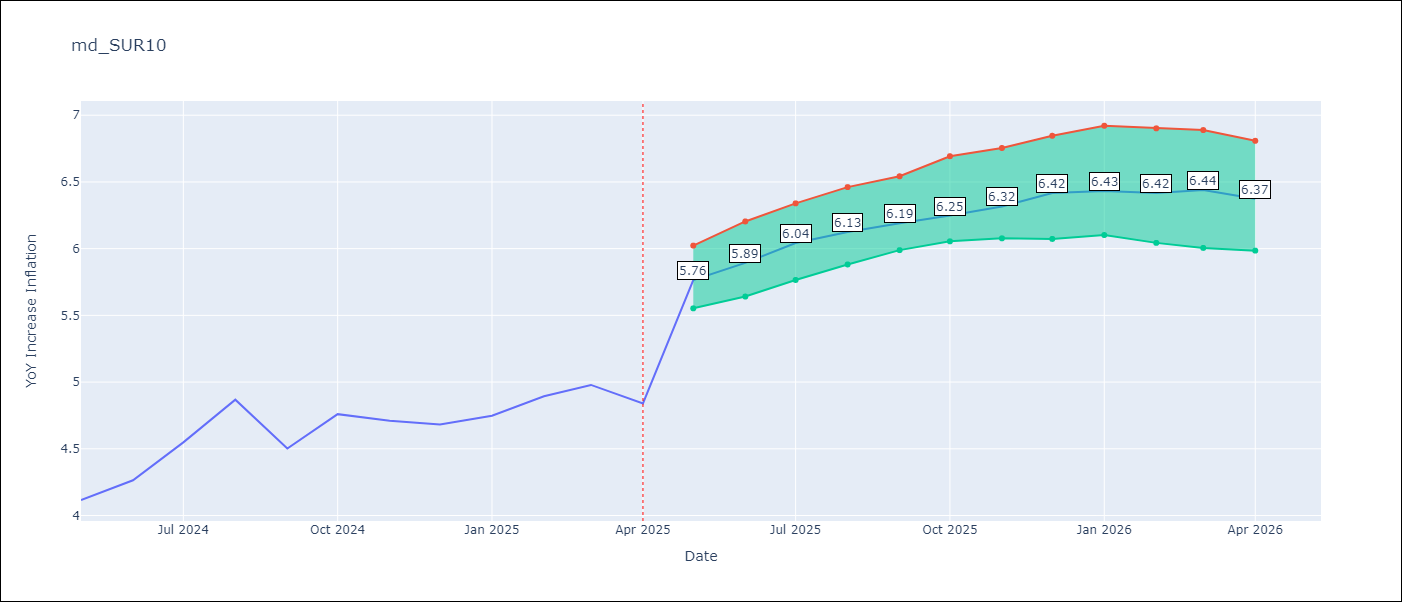 md_SUR10
YoY Increase Inflation
7
6.5
6
5.5
5
4.5
4
5.76
5.89
6.04
6.13
6.19
6.25
6.32
6.42
6.43
6.42
6.44
6.37
Jul 2024
Oct 2024
Jan 2025
Apr 2025
Jul 2025
Oct 2025
Jan 2026
Apr 2026
Date